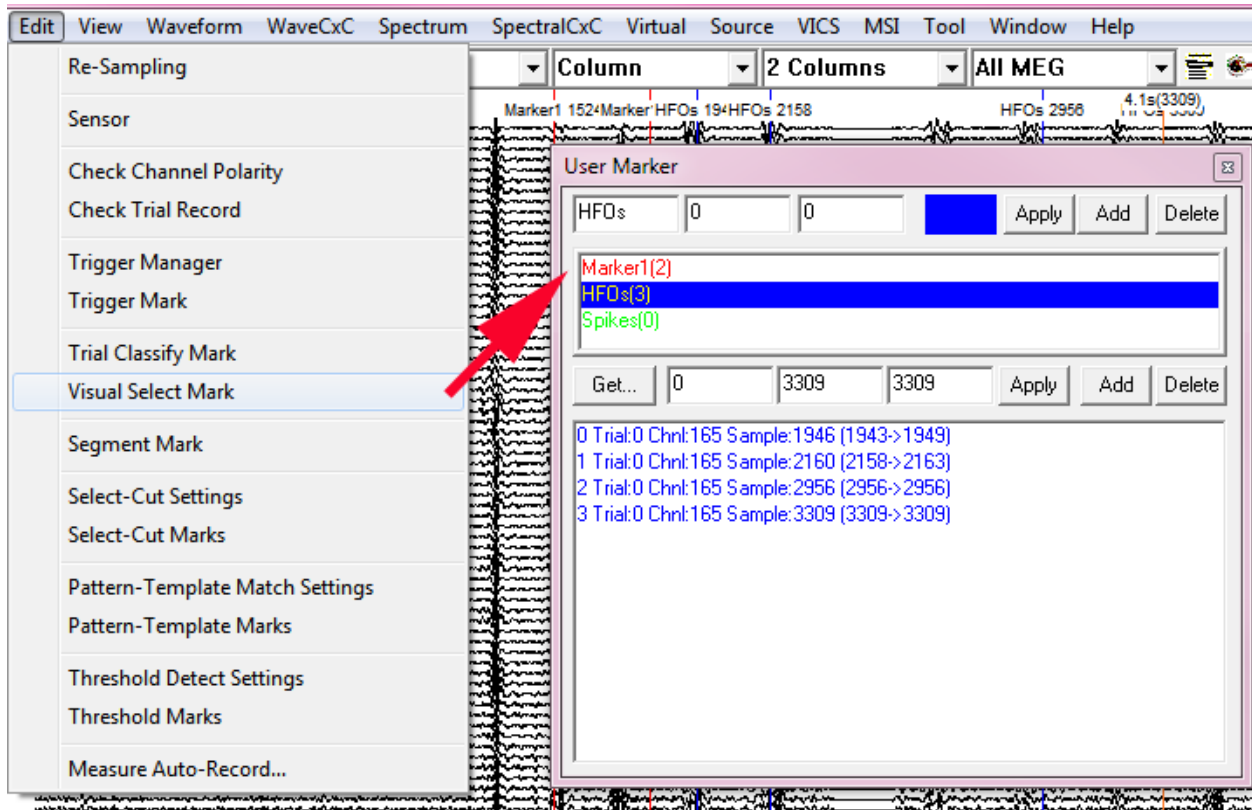 Edit View Waveform WaveCxC Spectrum SpectralCxC Virtual Source VICS MSI Tool Window Help
Column 2 Columns All MEG
Marker1 1524 Marker HFOs 194 HFOs 2158 HFOs 2956 4.1s(3309)
Re-Sampling
Sensor
Check Channel Polarity
Check Trial Record
Trigger Manager
Trigger Mark
Trial Classify Mark
Visual Select Mark
Segment Mark
Select-Cut Settings
Select-Cut Marks
Pattern-Template Match Settings
Pattern-Template Marks
Threshold Detect Settings
Threshold Marks
Measure Auto-Record...
User Marker
HFOs 0 0 Apply Add Delete
Marker1(2)
HFOs(3)
Spikes(0)
Get... 0 3309 3309 Apply Add Delete
0 Trial:0 Chnl:165 Sample:1946 (1943->1949)
1 Trial:0 Chnl:165 Sample:2160 (2158->2163)
2 Trial:0 Chnl:165 Sample:2956 (2956->2956)
3 Trial:0 Chnl:165 Sample:3309 (3309->3309)